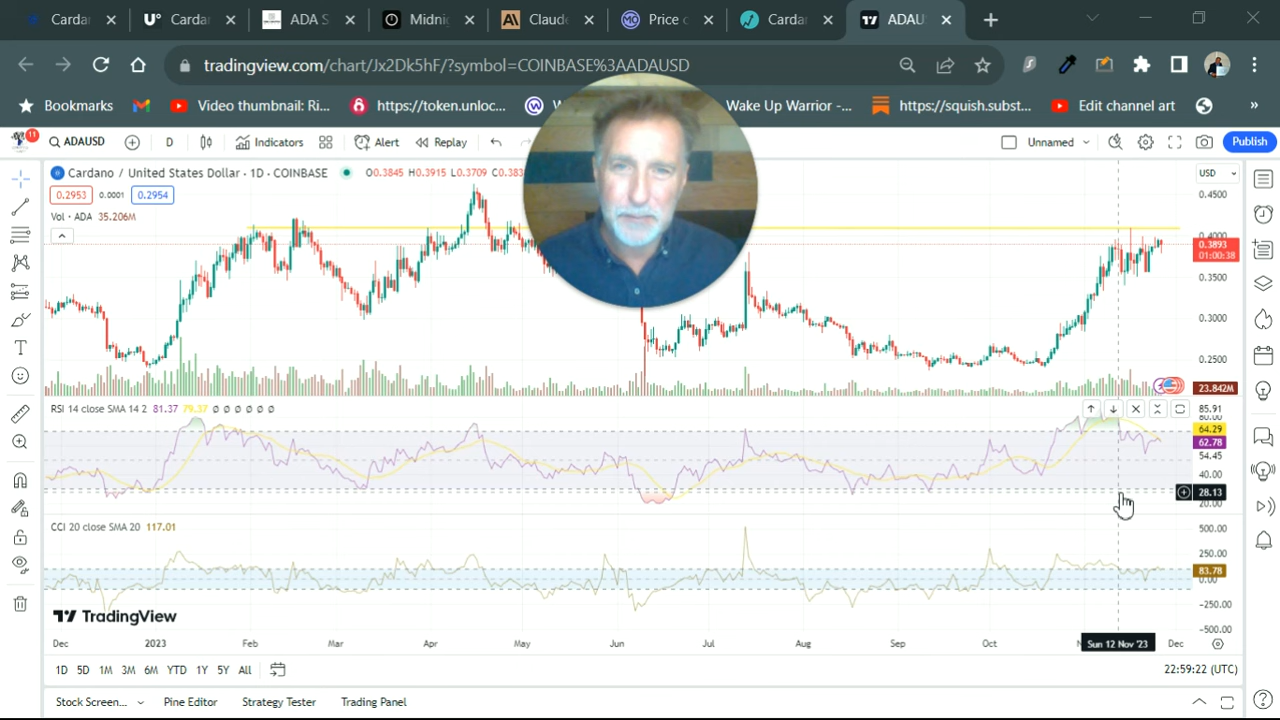 Cardar
Cardar
ADA S
Midnig
Claude
Price c
Cardar
ADAU
tradingview.com/chart/Jx2Dk5hF/?symbol=COINBASE%3AADAUSD
Bookmarks
Video thumbnail: Ri...
https://token.unloc...
Wake Up Warrior -...
https://squish.subst...
Edit channel art
»
11
ADAUSD
D
Indicators
Alert
Replay
Unnamed
Publish
Cardano / United States Dollar · 1D · COINBASE
O0.3845 H0.3915 L0.3709 C0.383
USD
0.2953 0.0001 0.2954
Vol · ADA 35.206M
0.4500
0.4000
0.3893
01:00:38
0.3500
0.3000
0.2500
23.842M
RSI 14 close SMA 14 2 81.37 79.37 Ø Ø Ø Ø Ø Ø
85.91
80.00
64.29
62.78
54.45
40.00
28.13
20.00
CCI 20 close SMA 20 117.01
500.00
250.00
83.78
0.00
-250.00
-500.00
TradingView
Dec 2023 Feb Mar Apr May Jun Jul Aug Sep Oct Sun 12 Nov '23 Dec
1D 5D 1M 3M 6M YTD 1Y 5Y All
22:59:22 (UTC)
Stock Screen... Pine Editor Strategy Tester Trading Panel